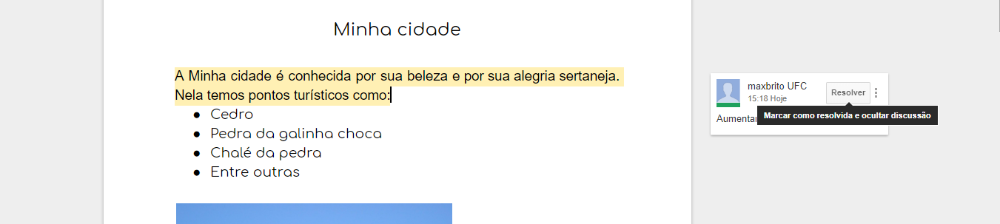 Minha cidade
A Minha cidade é conhecida por sua beleza e por sua alegria sertaneja.
Nela temos pontos turísticos como:
● Cedro
● Pedra da galinha choca
● Chalé da pedra
● Entre outras
maxbrito UFC
15:18 Hoje
Resolver
Aumentar
Marcar como resolvida e ocultar discussão